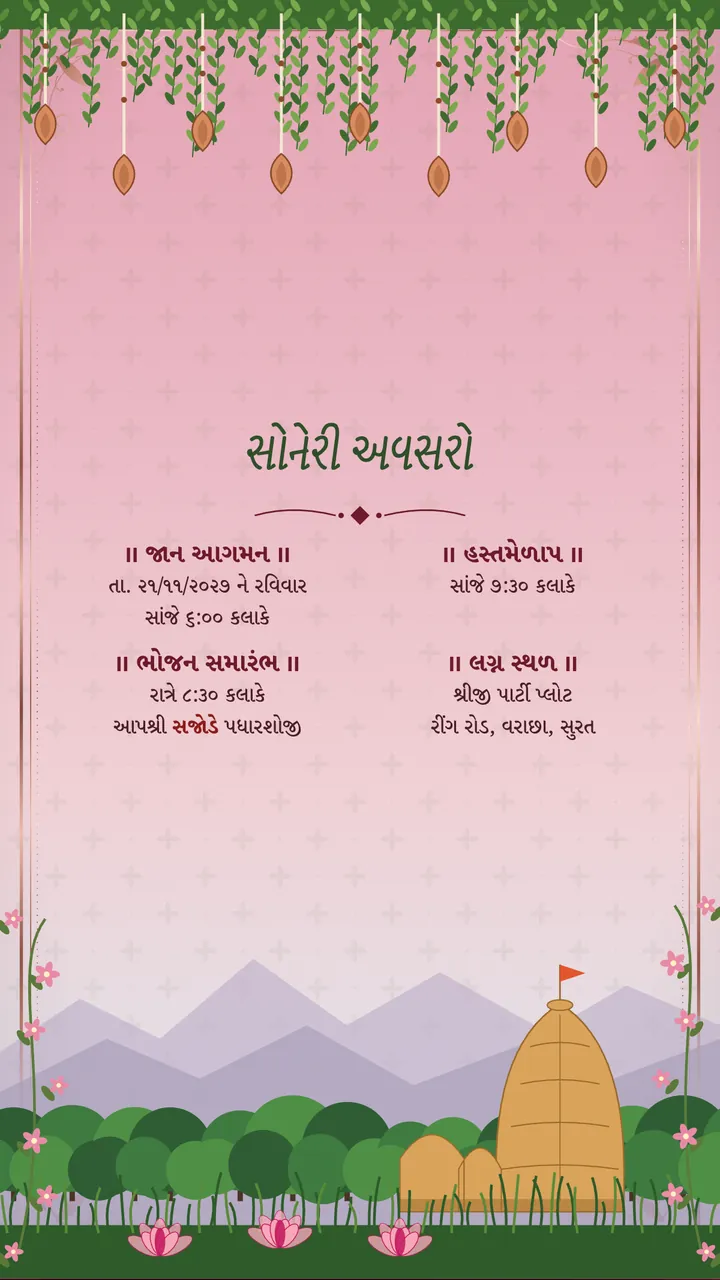 સોનેરી અવસરો
॥ જાન આગમન ॥
તા. ૨૧/૧૧/૨૦૨૭ ને રવિવાર
સાંજે ૬:૦૦ કલાકે
॥ હસ્તમેળાપ ॥
સાંજે ૭:૩૦ કલાકે
॥ ભોજન સમારંભ ॥
રાત્રે ૮:૩૦ કલાકે
આપશ્રી સજોડે પધારશોજી
॥ લગ્ન સ્થળ ॥
શ્રીજી પાર્ટી પ્લોટ
રીંગ રોડ, વરાછા, સુરત